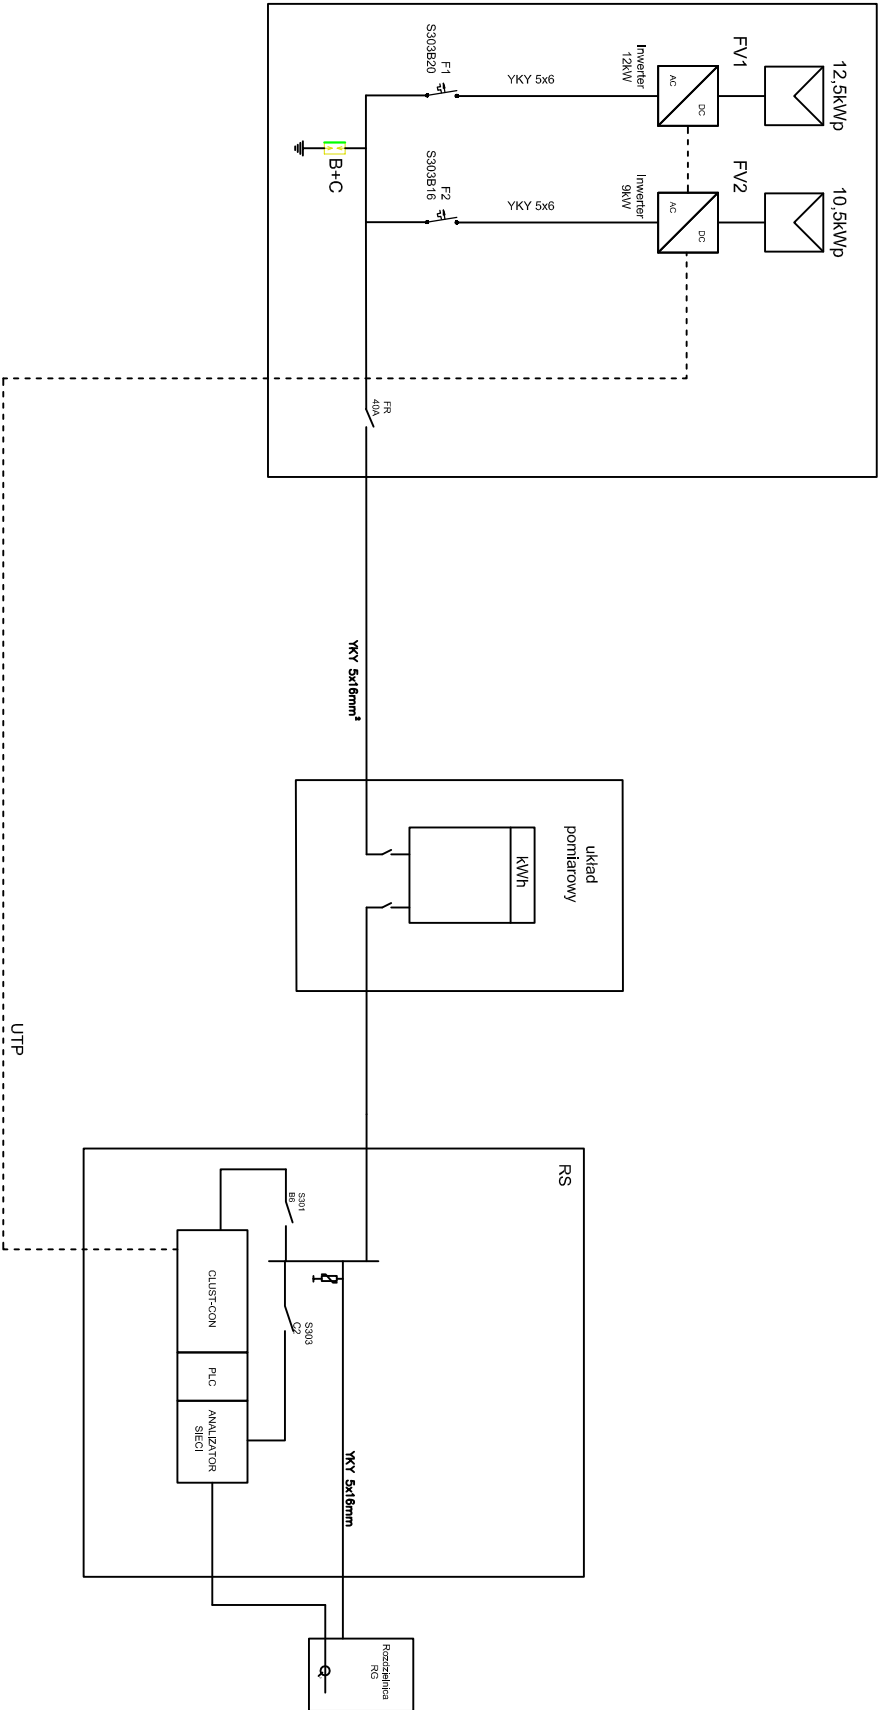 12,5kWp
10,5kWp
FV1
FV2
AC
DC
AC
DC
Inwerter
12kW
Inwerter
9kW
YKY 5x6
YKY 5x6
F1
S303B20
F2
S303B16
B+C
FR
40A
YKY 5x16mm²
układ
pomiarowy
kWh
UTP
RS
S301
B6
S303
C2
CLUST-CON
PLC
ANALIZATOR
SIECI
YKY 5x16mm
Rozdzielnica
RG